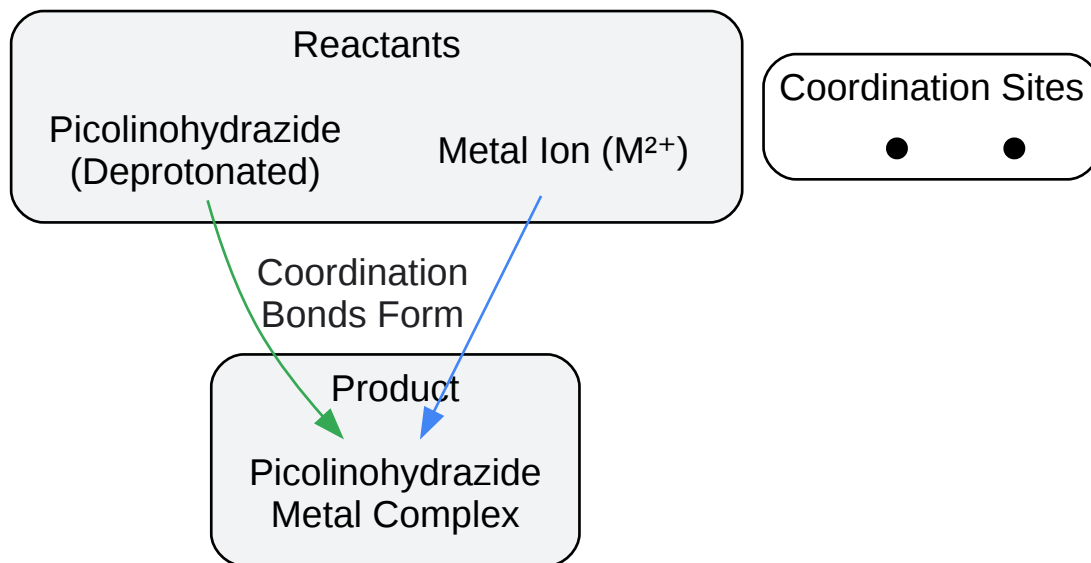 Reactants
Picolinohydrazide
(Deprotonated)
Metal Ion (M²⁺)
Coordination Sites
Coordination
Bonds Form
Product
Picolinohydrazide
Metal Complex